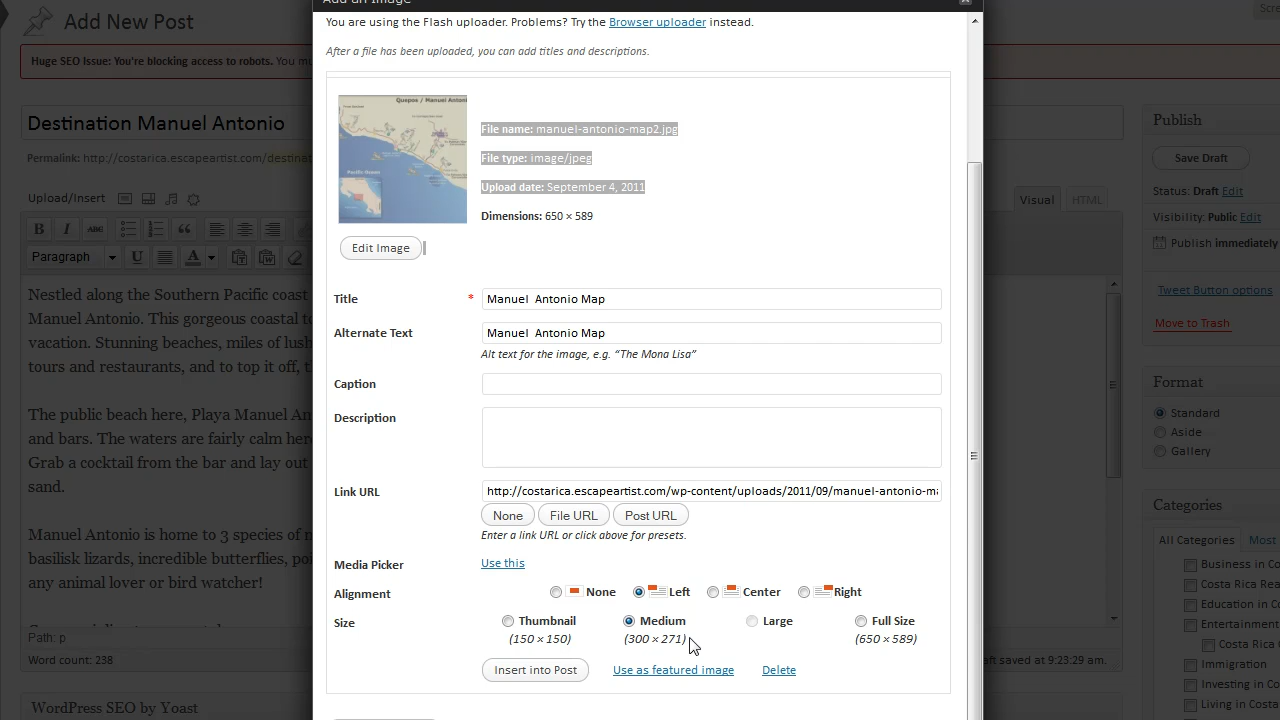 Add an Image
Add New Post
You are using the Flash uploader. Problems? Try the Browser uploader instead.
Huge SEO Issue: You're blocking access to robots. You mu
After a file has been uploaded, you can add titles and descriptions.
Quepos / Manuel Antoni
Pacific Ocean
File name: manuel-antonio-map2.jpg
File type: image/jpeg
Upload date: September 4, 2011
Dimensions: 650 × 589
Edit Image
Destination Manuel Antonio
Permalink: http://costarica.escapeartist.com/destinat
Upload/Insert
Visual
HTML
B I ABC
Paragraph
U A
Nestled along the Southern Pacific coast
Manuel Antonio. This gorgeous coastal to
vacation. Stunning beaches, miles of lush
tours and restaurants, and to top it off, t
The public beach here, Playa Manuel An
and bars. The waters are fairly calm here
Grab a cocktail from the bar and lay out
sand.
Manuel Antonio is home to 3 species of m
basilisk lizards, incredible butterflies, poi
any animal lover or bird watcher!
Path: p
Word count: 238
aft saved at 9:23:29 am.
WordPress SEO by Yoast
Title * Manuel  Antonio Map
Alternate Text Manuel  Antonio Map
Alt text for the image, e.g. “The Mona Lisa”
Caption
Description
Link URL http://costarica.escapeartist.com/wp-content/uploads/2011/09/manuel-antonio-ma
None File URL Post URL
Enter a link URL or click above for presets.
Media Picker Use this
Alignment None Left Center Right
Size Thumbnail Medium Large Full Size
(150 × 150) (300 × 271) (650 × 589)
Insert into Post Use as featured image Delete
Scre
Publish
Save Draft
Status: Draft Edit
Visibility: Public Edit
Publish immediately
Tweet Button options
Move to Trash
Format
Standard
Aside
Gallery
Categories
All Categories Most
Business in Co
Costa Rica Re
Education in Co
Entertainment
Costa Rica
Immigration
Investing in Co
Living in Costa